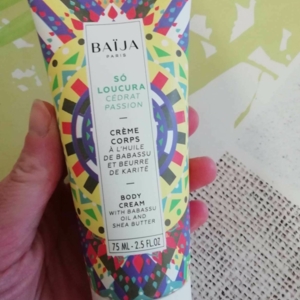 BAÏJA
PARIS
SÓ
LOUCURA
CÉDRAT
PASSION
CRÈME
CORPS
À L'HUILE
DE BABASSU
ET BEURRE
DE KARITÉ
BODY
CREAM
WITH BABASSU
OIL AND
SHEA BUTTER
75 ML - 2.5 FL.OZ